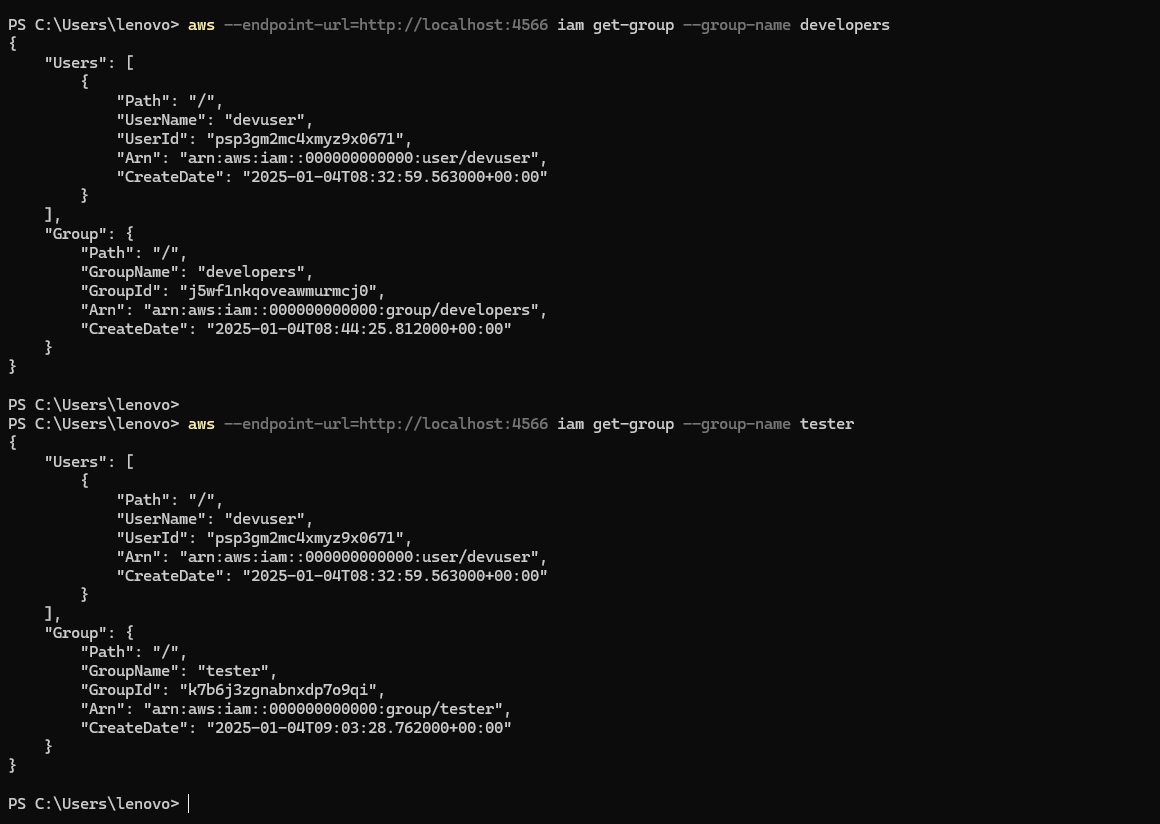 PS C:\Users\lenovo> aws --endpoint-url=http://localhost:4566 iam get-group --group-name developers
{
    "Users": [
        {
            "Path": "/",
            "UserName": "devuser",
            "UserId": "psp3gm2mc4xmyz9x0671",
            "Arn": "arn:aws:iam::000000000000:user/devuser",
            "CreateDate": "2025-01-04T08:32:59.563000+00:00"
        }
    ],
    "Group": {
        "Path": "/",
        "GroupName": "developers",
        "GroupId": "j5wf1nkqoveawmurmcj0",
        "Arn": "arn:aws:iam::000000000000:group/developers",
        "CreateDate": "2025-01-04T08:44:25.812000+00:00"
    }
}

PS C:\Users\lenovo>
PS C:\Users\lenovo> aws --endpoint-url=http://localhost:4566 iam get-group --group-name tester
{
    "Users": [
        {
            "Path": "/",
            "UserName": "devuser",
            "UserId": "psp3gm2mc4xmyz9x0671",
            "Arn": "arn:aws:iam::000000000000:user/devuser",
            "CreateDate": "2025-01-04T08:32:59.563000+00:00"
        }
    ],
    "Group": {
        "Path": "/",
        "GroupName": "tester",
        "GroupId": "k7b6j3zgnabnxdp7o9qi",
        "Arn": "arn:aws:iam::000000000000:group/tester",
        "CreateDate": "2025-01-04T09:03:28.762000+00:00"
    }
}

PS C:\Users\lenovo>